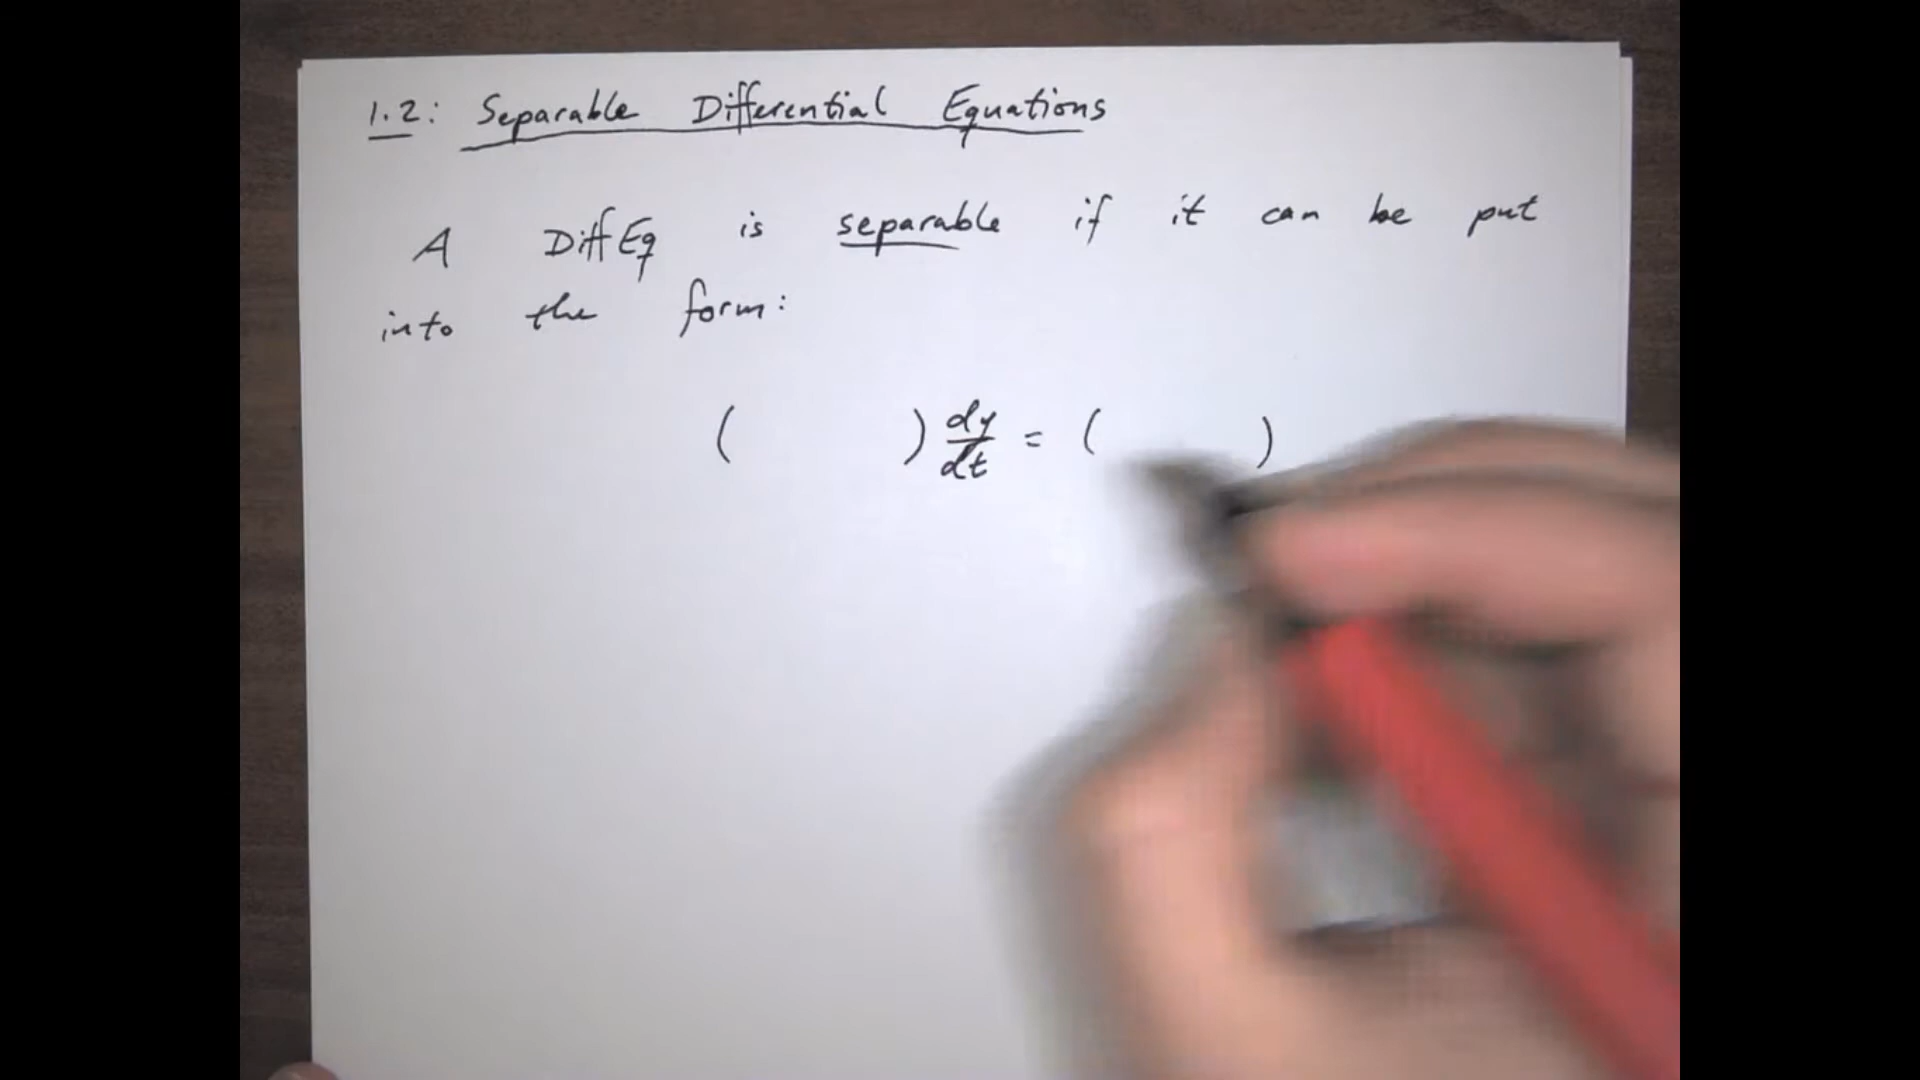 1.2: Separable Differential Equations
A DiffEq is separable if it can be put
into the form:
( ) dy/dt = ( )